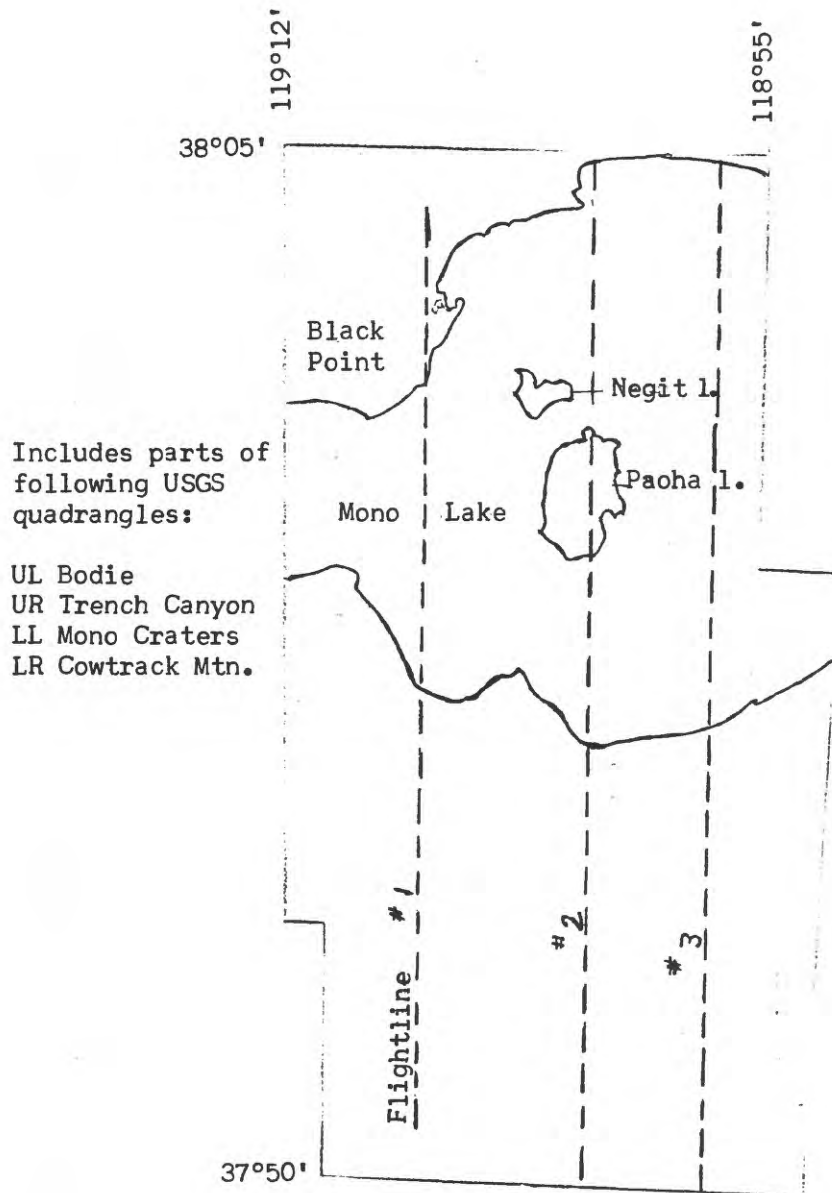 119°12'
118°55'
38°05'
Black
Point
Negit l.
Includes parts of
following USGS
quadrangles:
Paoha l.
Mono Lake
UL Bodie
UR Trench Canyon
LL Mono Craters
LR Cowtrack Mtn.
Flightline #1
#2
#3
37°50'